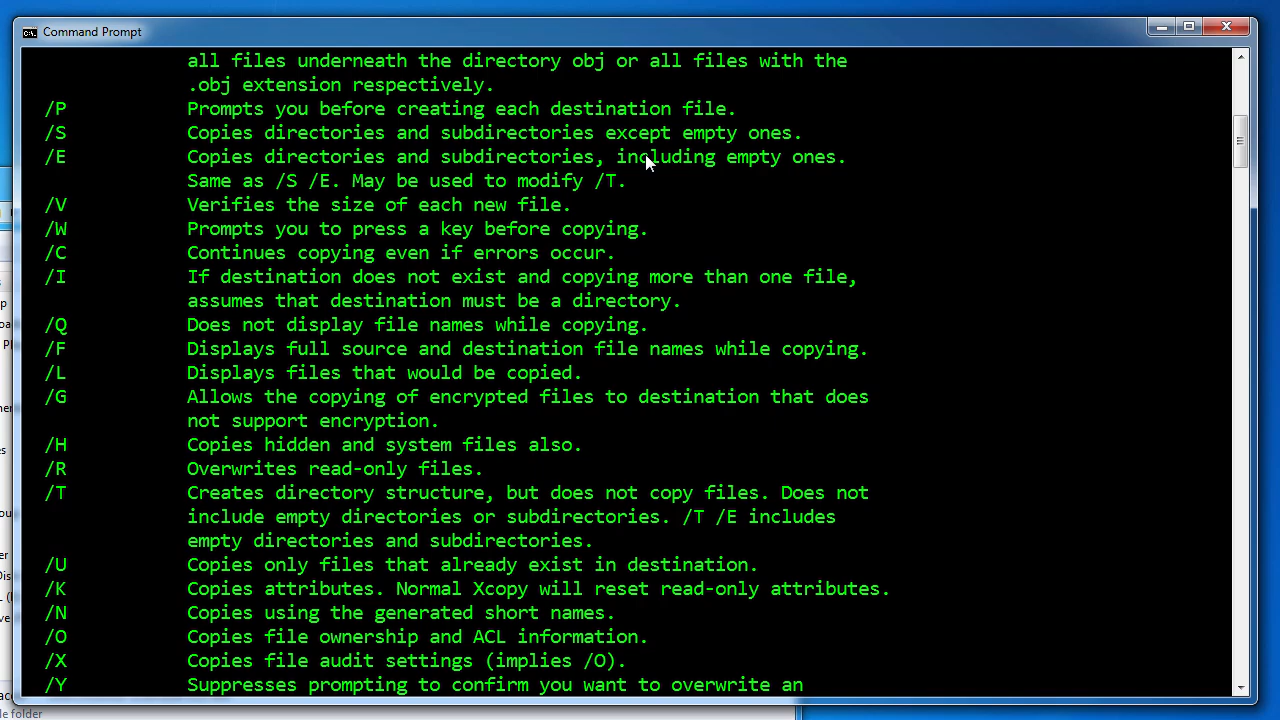 Command Prompt
all files underneath the directory obj or all files with the
.obj extension respectively.
/P Prompts you before creating each destination file.
/S Copies directories and subdirectories except empty ones.
/E Copies directories and subdirectories, including empty ones.
Same as /S /E. May be used to modify /T.
/V Verifies the size of each new file.
/W Prompts you to press a key before copying.
/C Continues copying even if errors occur.
/I If destination does not exist and copying more than one file,
assumes that destination must be a directory.
/Q Does not display file names while copying.
/F Displays full source and destination file names while copying.
/L Displays files that would be copied.
/G Allows the copying of encrypted files to destination that does
not support encryption.
/H Copies hidden and system files also.
/R Overwrites read-only files.
/T Creates directory structure, but does not copy files. Does not
include empty directories or subdirectories. /T /E includes
empty directories and subdirectories.
/U Copies only files that already exist in destination.
/K Copies attributes. Normal Xcopy will reset read-only attributes.
/N Copies using the generated short names.
/O Copies file ownership and ACL information.
/X Copies file audit settings (implies /O).
/Y Suppresses prompting to confirm you want to overwrite an